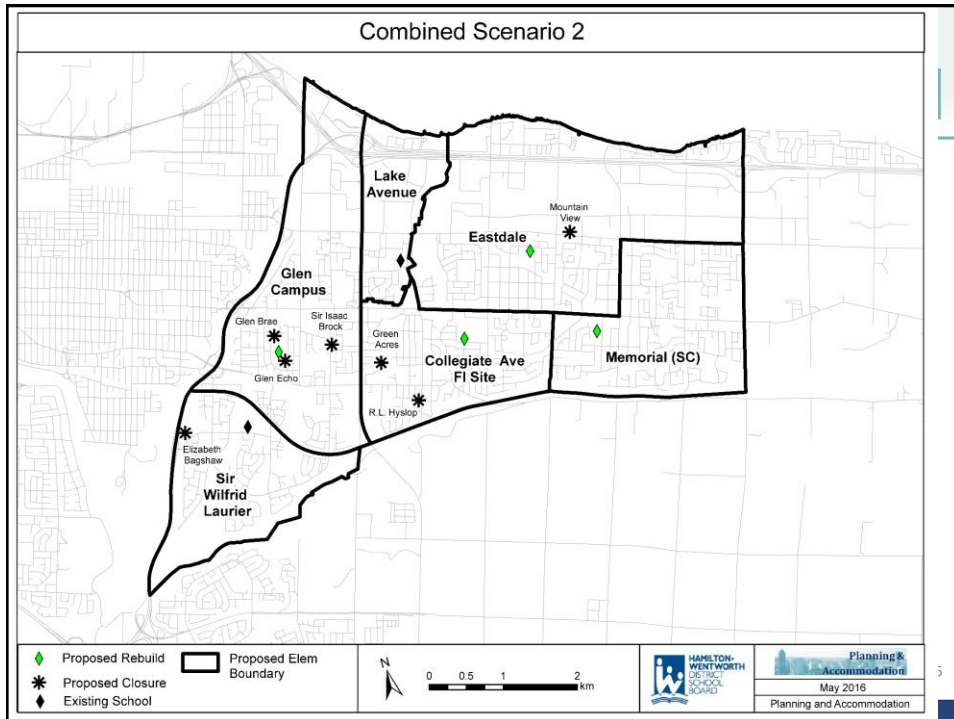 Combined Scenario 2
Lake
Avenue
Mountain
View
Eastdale
Glen
Campus
Sir Isaac
Brock
Glen Brae
Green
Acres
Collegiate Ave
FI Site
Memorial (SC)
Glen Echo
R.L. Hyslop
Elizabeth
Bagshaw
Sir
Wilfrid
Laurier
Proposed Rebuild
Proposed Closure
Existing School
Proposed Elem
Boundary
N
0 0.5 1 2
km
HAMILTON-
WENTWORTH
DISTRICT
SCHOOL
BOARD
Planning &
Accommodation
May 2016
Planning and Accommodation
5